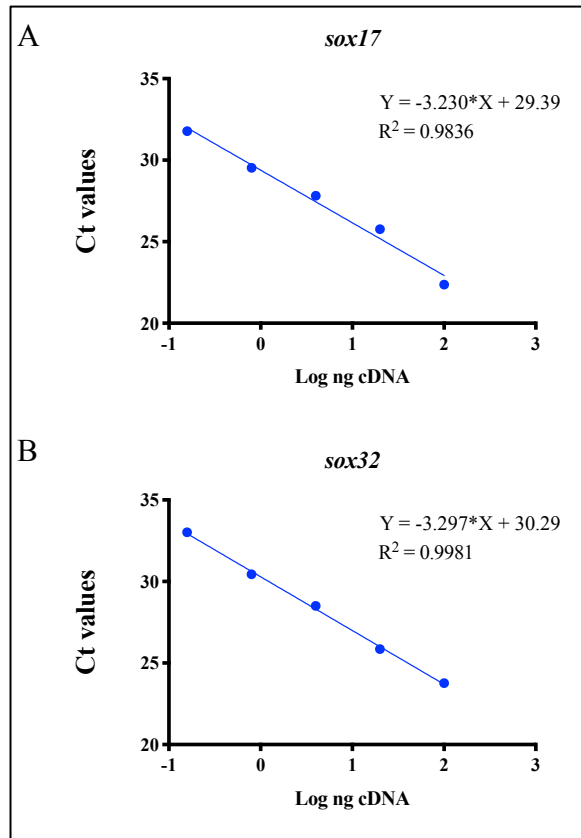 A
sox17
Y = -3.230*X + 29.39
R² = 0.9836
35
30
25
20
Ct values
-1 0 1 2 3
Log ng cDNA
B
sox32
Y = -3.297*X + 30.29
R² = 0.9981
35
30
25
20
Ct values
-1 0 1 2 3
Log ng cDNA